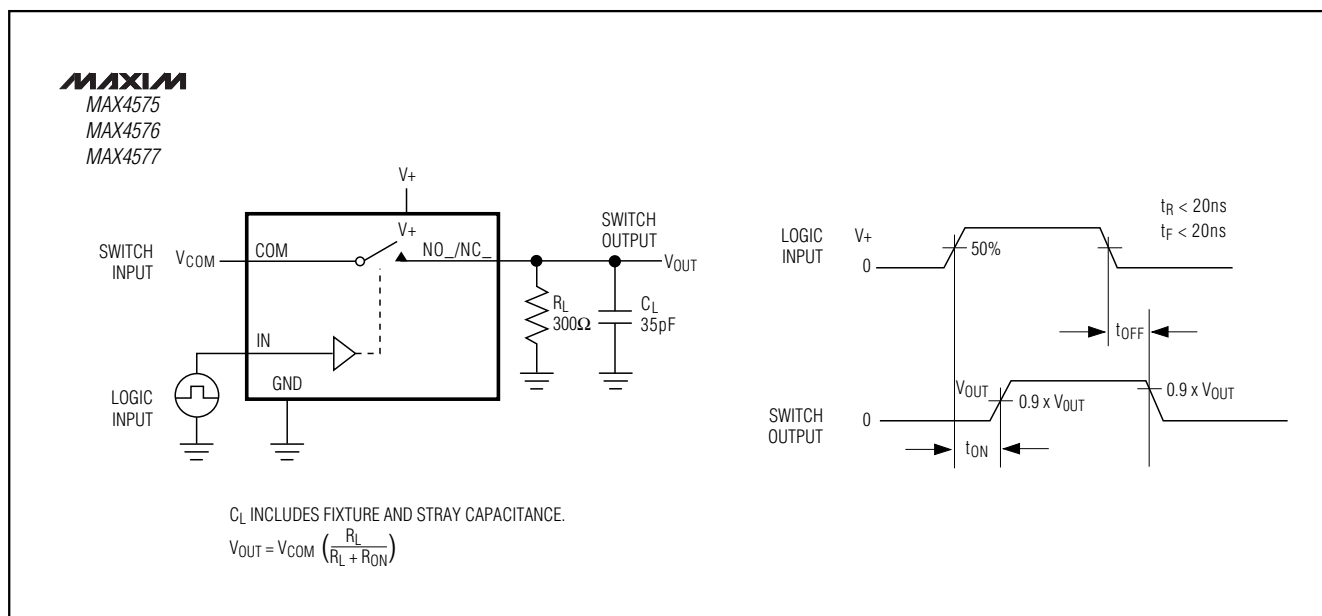 MAXIM
MAX4575
MAX4576
MAX4577
V+
V+
SWITCH
INPUT
VCOM
COM
NO_/NC_
SWITCH
OUTPUT
VOUT
RL
300Ω
CL
35pF
IN
GND
LOGIC
INPUT
CL INCLUDES FIXTURE AND STRAY CAPACITANCE.
VOUT = VCOM (RL / RL + RON)
tR < 20ns
tF < 20ns
LOGIC
INPUT
V+
0
50%
tOFF
VOUT
0.9 x VOUT
0.9 x VOUT
SWITCH
OUTPUT
0
tON